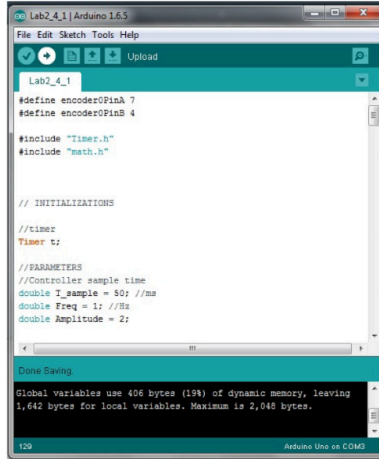 Lab2_4_1 | Arduino 1.6.5
File Edit Sketch Tools Help
Upload
Lab2_4_1
#define encoder0PinA 7
#define encoder0PinB 4
#include "Timer.h"
#include "math.h"
// INITIALIZATIONS
//timer
Timer t;
//PARAMETERS
//Controller sample time
double T_sample = 50; //ms
double Freq = 1; //Hz
double Amplitude = 2;
Done Saving.
Global variables use 406 bytes (19%) of dynamic memory, leaving
1,642 bytes for local variables. Maximum is 2,048 bytes.
129 Arduino Uno on COM3